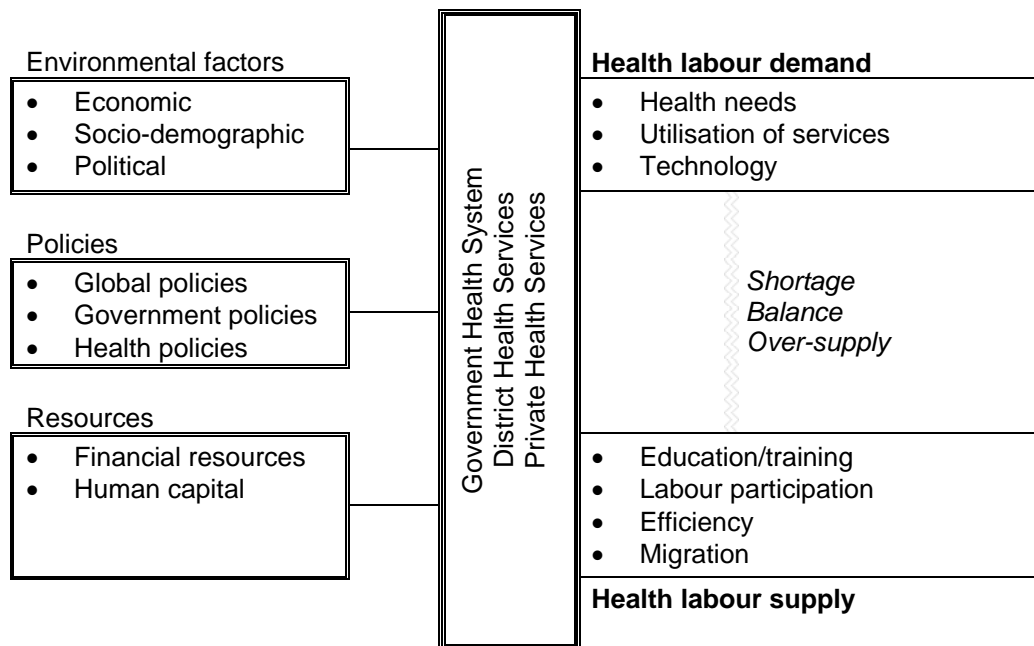 Environmental factors
• Economic
• Socio-demographic
• Political
Policies
• Global policies
• Government policies
• Health policies
Resources
• Financial resources
• Human capital
Government Health System
District Health Services
Private Health Services
Health labour demand
• Health needs
• Utilisation of services
• Technology
Shortage
Balance
Over-supply
• Education/training
• Labour participation
• Efficiency
• Migration
Health labour supply